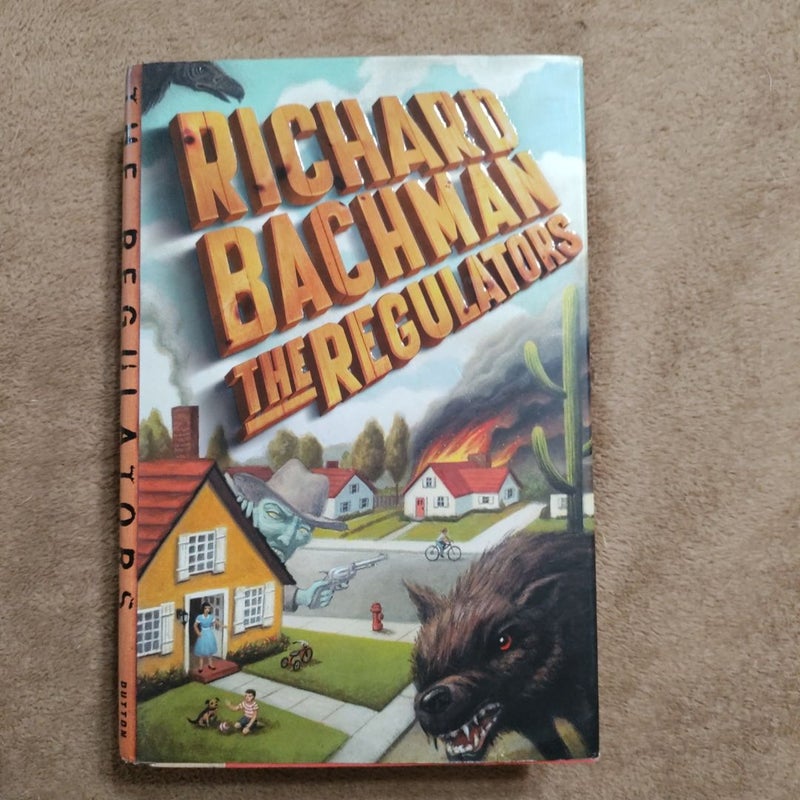 RICHARD
BACHMAN
THE REGULATORS
THE REGULATORS
DUTTON